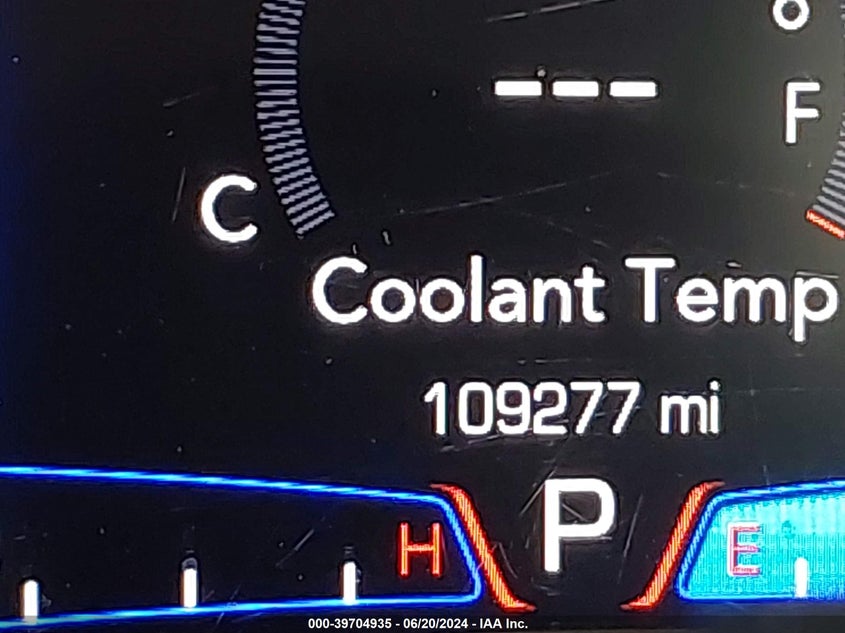 °F
---
C
Coolant Temp
109277 mi
H P E
000-39704935 - 06/20/2024 - IAA Inc.